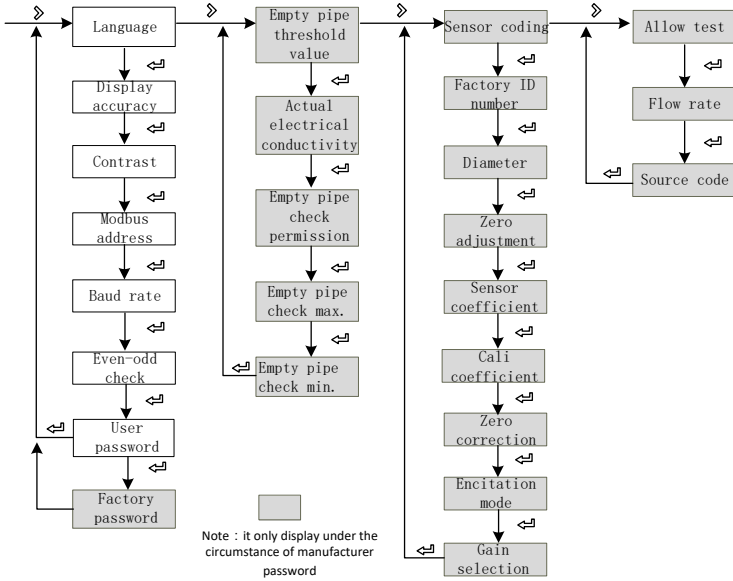 Language
Display
accuracy
Contrast
Modbus
address
Baud rate
Even-odd
check
User
password
Factory
password
Empty pipe
threshold
value
Actual
electrical
conductivity
Empty pipe
check
permission
Empty pipe
check max.
Empty pipe
check min.
Sensor coding
Factory ID
number
Diameter
Zero
adjustment
Sensor
coefficient
Cali
coefficient
Zero
correction
Encitation
mode
Gain
selection
Allow test
Flow rate
Source code
Note：it only display under the
circumstance of manufacturer
password